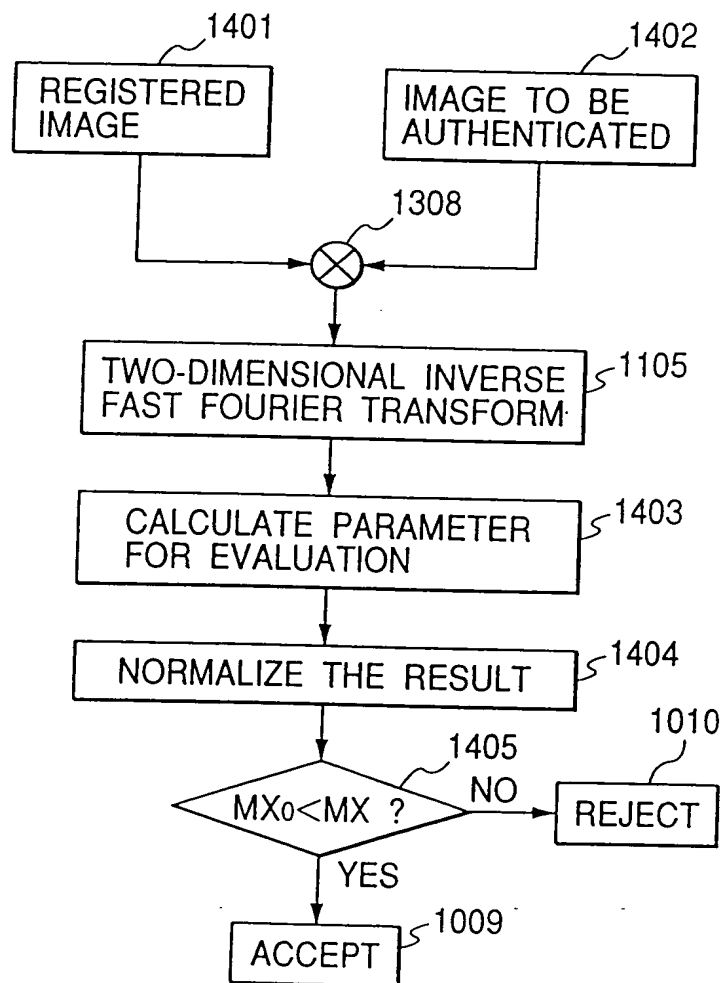 1401
1402
REGISTERED
IMAGE
IMAGE TO BE
AUTHENTICATED
1308
TWO-DIMENSIONAL INVERSE
FAST FOURIER TRANSFORM
1105
CALCULATE PARAMETER
FOR EVALUATION
1403
NORMALIZE THE RESULT
1404
1405
1010
MX0<MX ?
NO
REJECT
YES
1009
ACCEPT